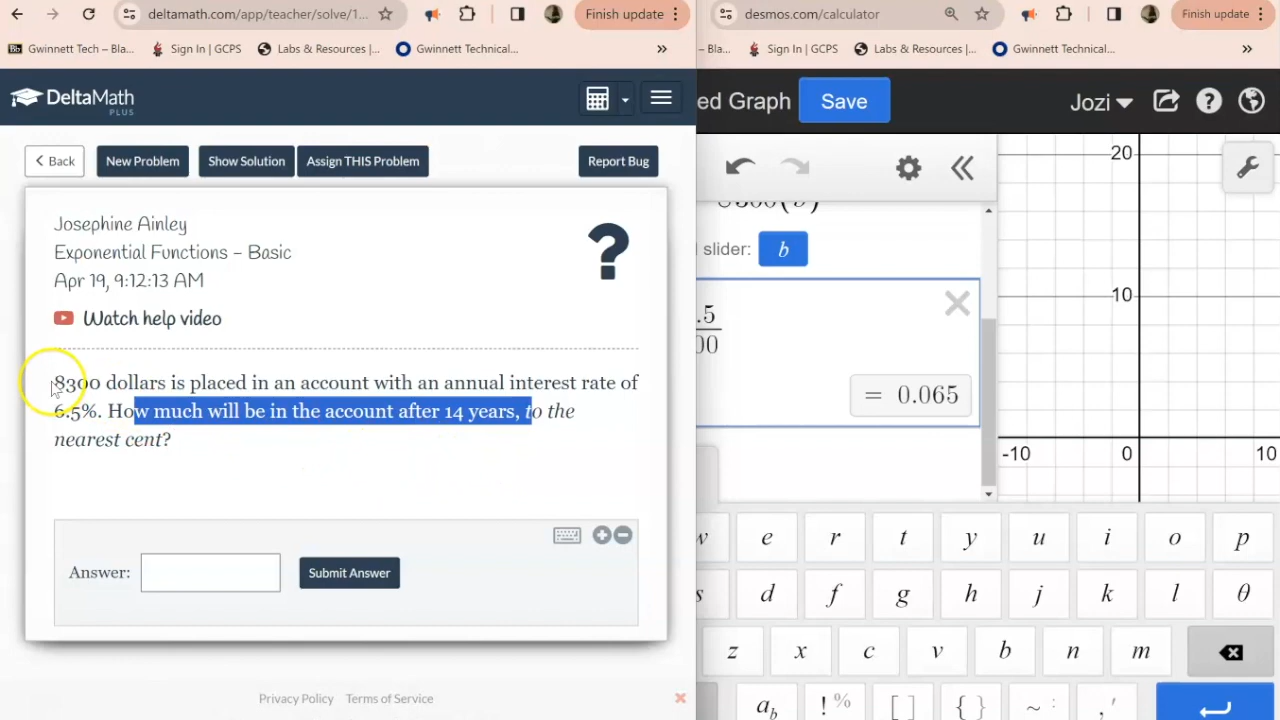 deltamath.com/app/teacher/solve/1...
Finish update
Gwinnett Tech – Bla...
Sign In | GCPS
Labs & Resources |...
Gwinnett Technical...
»
DeltaMath
PLUS
Back
New Problem
Show Solution
Assign THIS Problem
Report Bug
Josephine Ainley
Exponential Functions - Basic
Apr 19, 9:12:13 AM
?
Watch help video
8300 dollars is placed in an account with an annual interest rate of
6.5%. How much will be in the account after 14 years, to the
nearest cent?
Answer:
Submit Answer
Privacy Policy Terms of Service
desmos.com/calculator
Finish update
– Bla...
Sign In | GCPS
Labs & Resources |...
Gwinnett Technical...
»
ed Graph
Save
Jozi
?
8300(b)
slider: b
.5
00
= 0.065
20
10
-10
0
10
w e r t y u i o p
s d f g h j k l θ
z x c v b n m
a b ! % [ ] { } ~ : , '